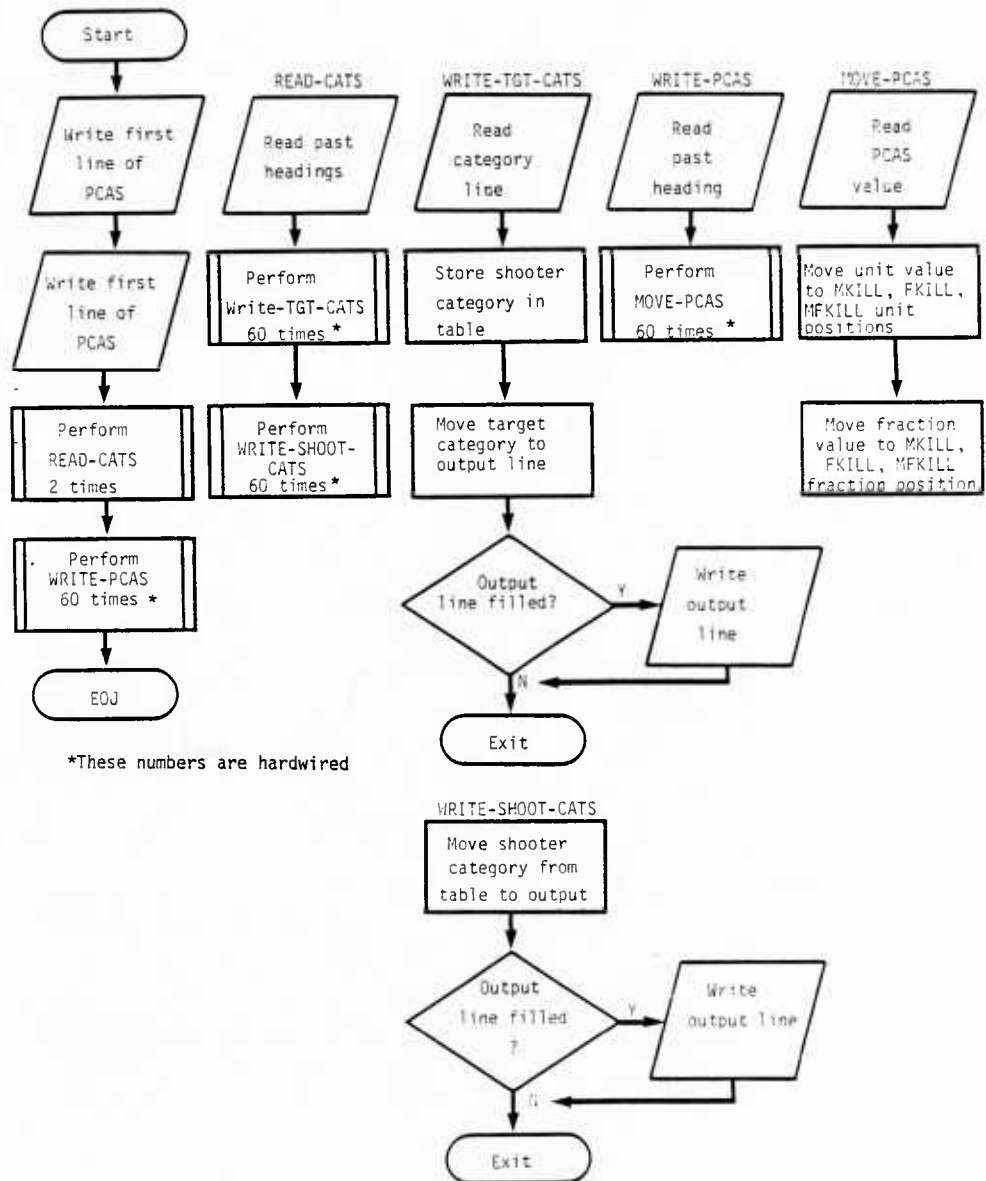 Start
Write first
line of
PCAS
Write first
line of
PCAS
Perform
READ-CATS
2 times
Perform
WRITE-PCAS
60 times *
EOJ
*These numbers are hardwired
READ-CATS
Read past
headings
Perform
Write-TGT-CATS
60 times *
Perform
WRITE-SHOOT-
CATS
60 times *
WRITE-TGT-CATS
Read
category
line
Store shooter
category in
table
Move target
category to
output line
Output
line filled?
Y
Write
output
line
N
Exit
WRITE-PCAS
Read
past
heading
Perform
MOVE-PCAS
60 times *
MOVE-PCAS
Read
PCAS
value
Move unit value
to MKILL, FKILL,
MFKILL unit
positions
Move fraction
value to MKILL,
FKILL, MFKILL
fraction position
WRITE-SHOOT-CATS
Move shooter
category from
table to output
Output
line filled
?
Y
Write
output line
N
Exit